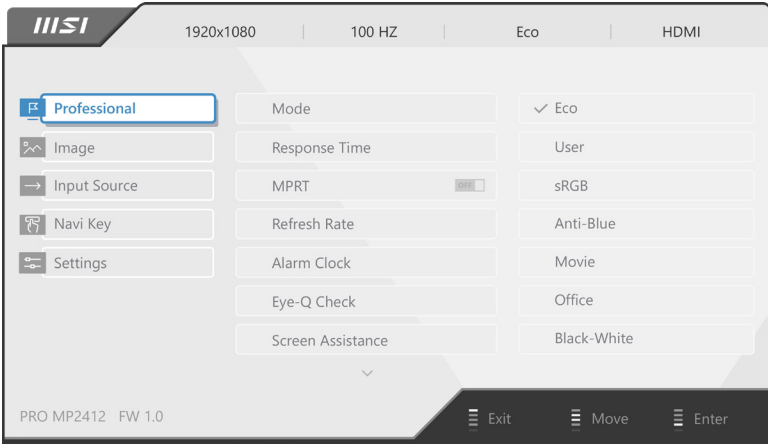 msi 1920x1080 100 HZ Eco HDMI
Professional Mode Eco
Image Response Time User
Input Source MPRT OFF sRGB
Navi Key Refresh Rate Anti-Blue
Settings Alarm Clock Movie
Eye-Q Check Office
Screen Assistance Black-White
PRO MP2412 FW 1.0 Exit Move Enter